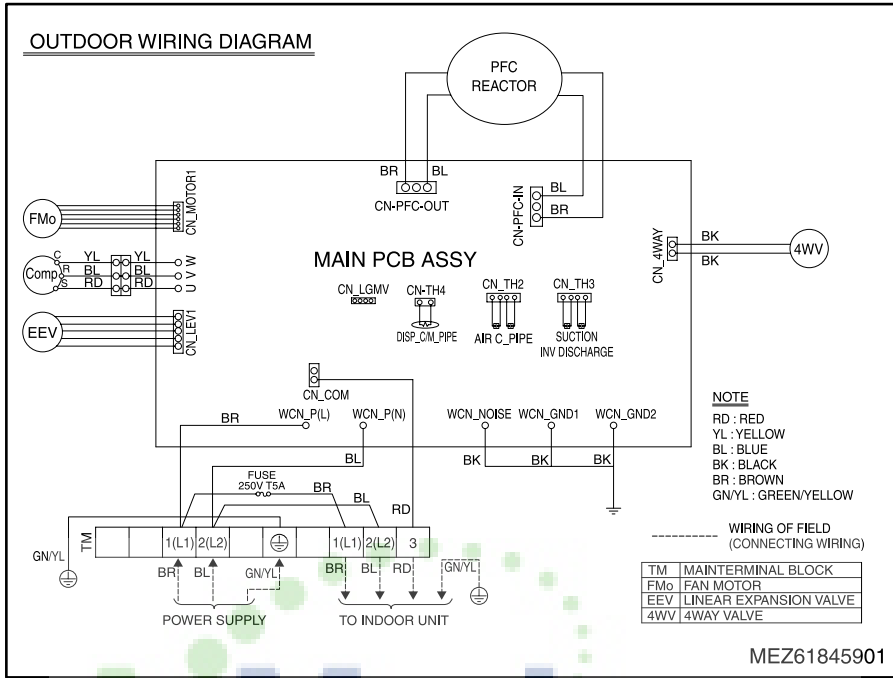 OUTDOOR WIRING DIAGRAM
PFC
REACTOR
BR BL
CN-PFC-OUT
CN-PFC-IN
BL
BR
FMo
CN_MOTOR1
Comp
C YL YL W
R BL BL V
S RD RD U
EEV
CN_LEV1
MAIN PCB ASSY
CN_4WAY
BK
BK
4WV
CN_LGMV
CN-TH4
DISP_C/M_PIPE
CN_TH2
AIR C_PIPE
CN_TH3
SUCTION
INV DISCHARGE
CN_COM
WCN_P(L) WCN_P(N) WCN_NOISE WCN_GND1 WCN_GND2
BR
BL
BK BK BK
FUSE
250V T5A
BR
BL
RD
GN/YL
TM
1(L1) 2(L2) 1(L1) 2(L2) 3
BR BL GN/YL
BR BL RD GN/YL
POWER SUPPLY
TO INDOOR UNIT
NOTE
RD : RED
YL : YELLOW
BL : BLUE
BK : BLACK
BR : BROWN
GN/YL : GREEN/YELLOW
WIRING OF FIELD
(CONNECTING WIRING)
TM MAINTERMINAL BLOCK
FMo FAN MOTOR
EEV LINEAR EXPANSION VALVE
4WV 4WAY VALVE
MEZ61845901